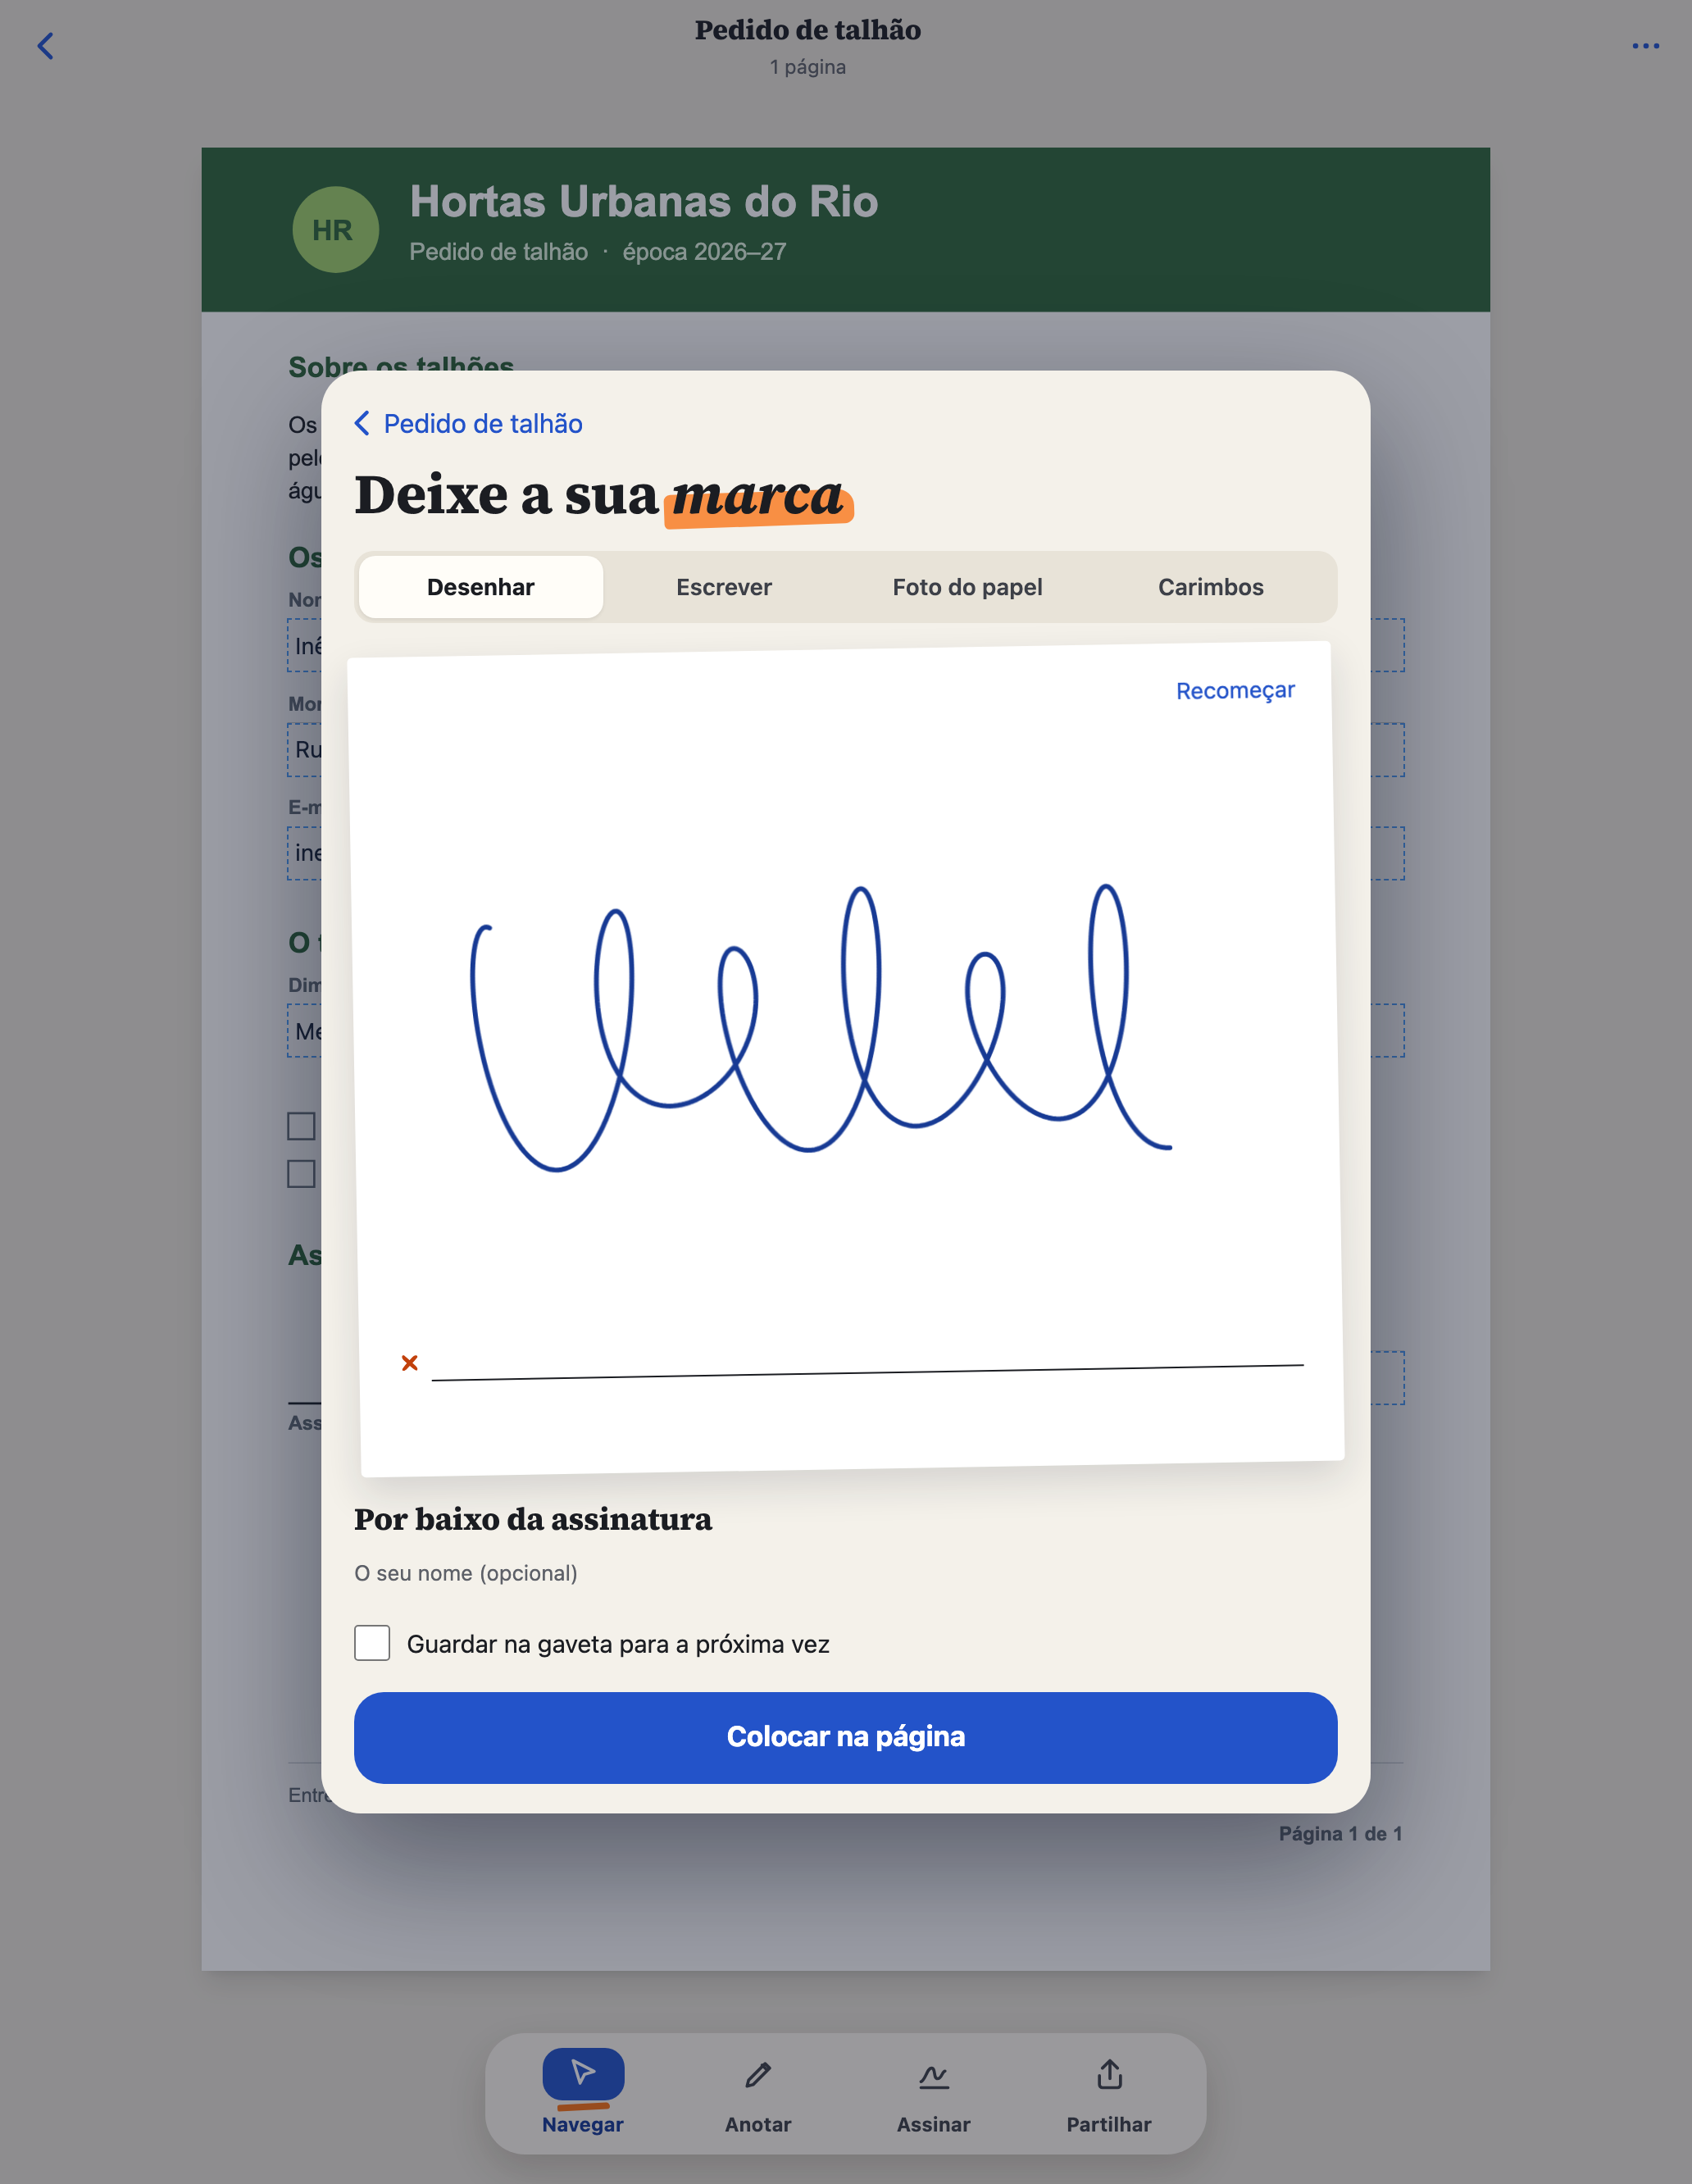 Pedido de talhão
1 página
HR
Hortas Urbanas do Rio
Pedido de talhão · época 2026–27
Sobre os talhões
Os
Pedido de talhão
Deixe a sua marca
Desenhar
Escrever
Foto do papel
Carimbos
Recomeçar
Por baixo da assinatura
O seu nome (opcional)
Guardar na gaveta para a próxima vez
Colocar na página
Página 1 de 1
Navegar
Anotar
Assinar
Partilhar